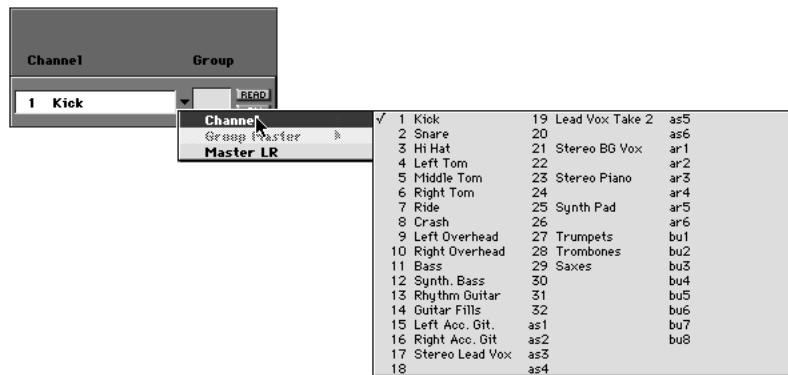 Channel Group
1 Kick READ
Channel
Group Master
Master LR
√ 1 Kick 19 Lead Vox Take 2 as5
2 Snare 20 as6
3 Hi Hat 21 Stereo BG Vox ar1
4 Left Tom 22 ar2
5 Middle Tom 23 Stereo Piano ar3
6 Right Tom 24 ar4
7 Ride 25 Synth Pad ar5
8 Crash 26 ar6
9 Left Overhead 27 Trumpets bu1
10 Right Overhead 28 Trombones bu2
11 Bass 29 Saxes bu3
12 Synth. Bass 30 bu4
13 Rhythm Guitar 31 bu5
14 Guitar Fills 32 bu6
15 Left Acc. Git. as1 bu7
16 Right Acc. Git as2 bu8
17 Stereo Lead Vox as3
18 as4